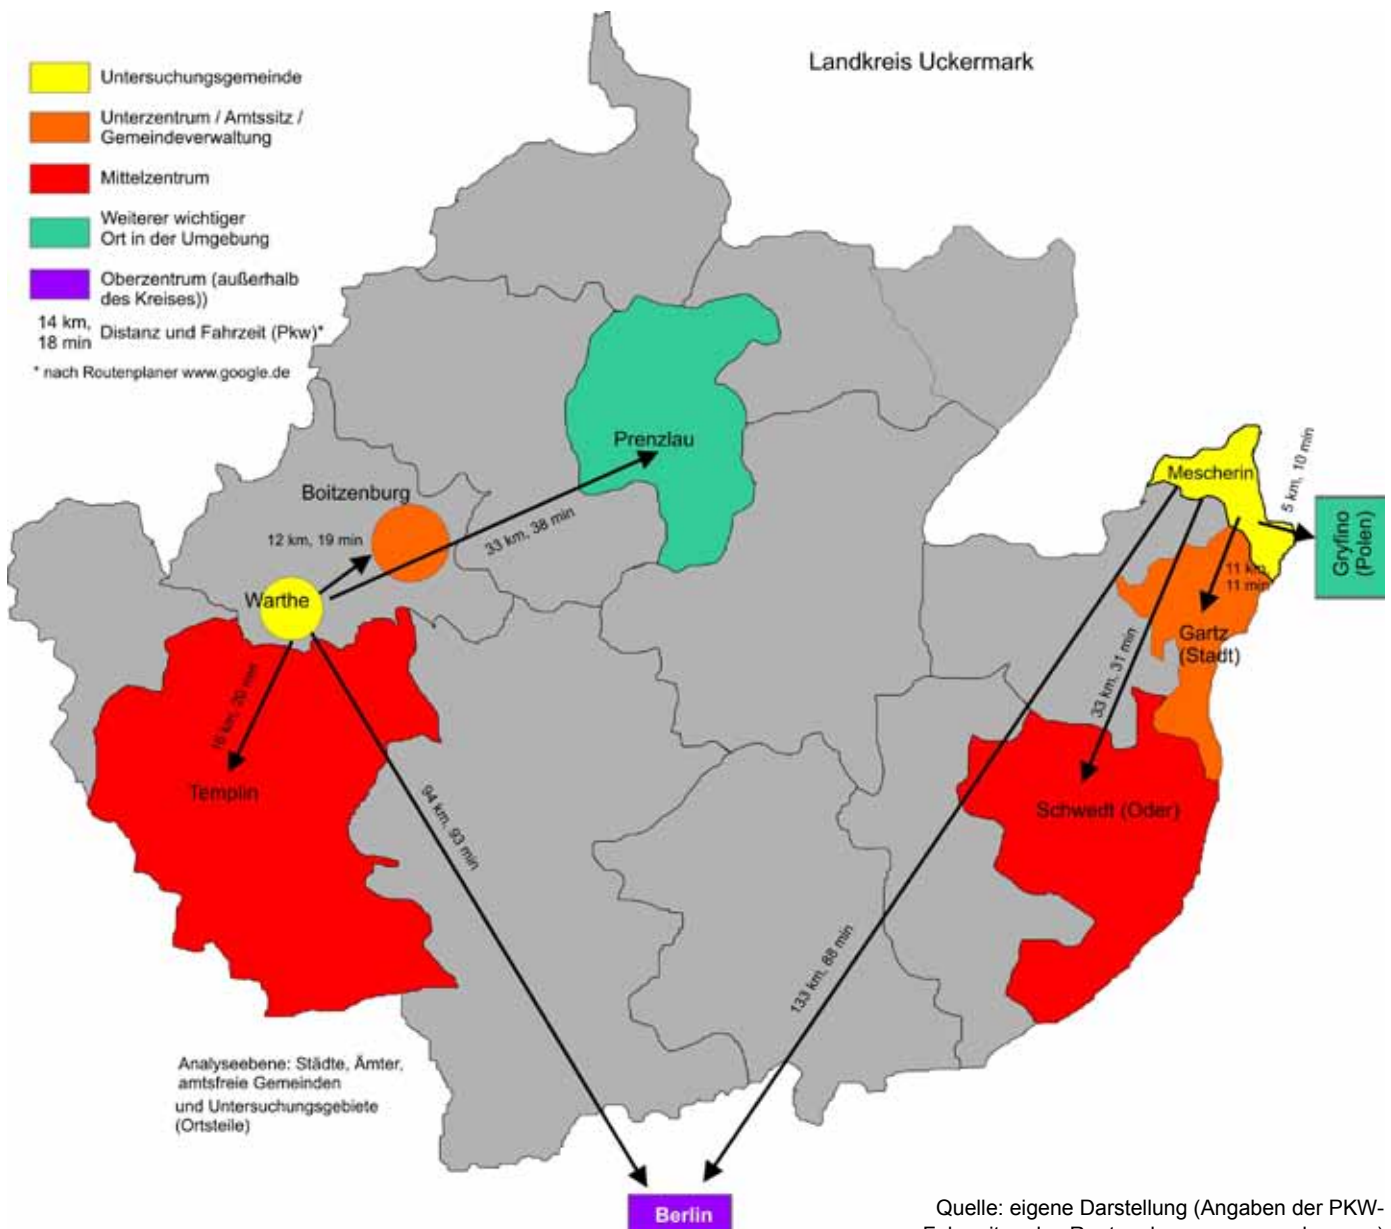 Landkreis Uckermark
Untersuchungsgemeinde
Unterzentrum / Amtssitz /
Gemeindeverwaltung
Mittelzentrum
Weiterer wichtiger
Ort in der Umgebung
Oberzentrum (außerhalb
des Kreises))
14 km,
18 min
Distanz und Fahrzeit (Pkw)*
* nach Routenplaner www.google.de
Prenzlau
Mescherin
5 km, 10 min
Gryfino
(Polen)
Boitzenburg
12 km, 19 min
33 km, 38 min
Warthe
11 km,
11 min
Gartz
(Stadt)
33 km, 31 min
16 km, 20 min
Templin
94 km, 93 min
Schwedt (Oder)
133 km, 88 min
Analyseebene: Städte, Ämter,
amtsfreie Gemeinden
und Untersuchungsgebiete
(Ortsteile)
Berlin
Quelle: eigene Darstellung (Angaben der PKW-